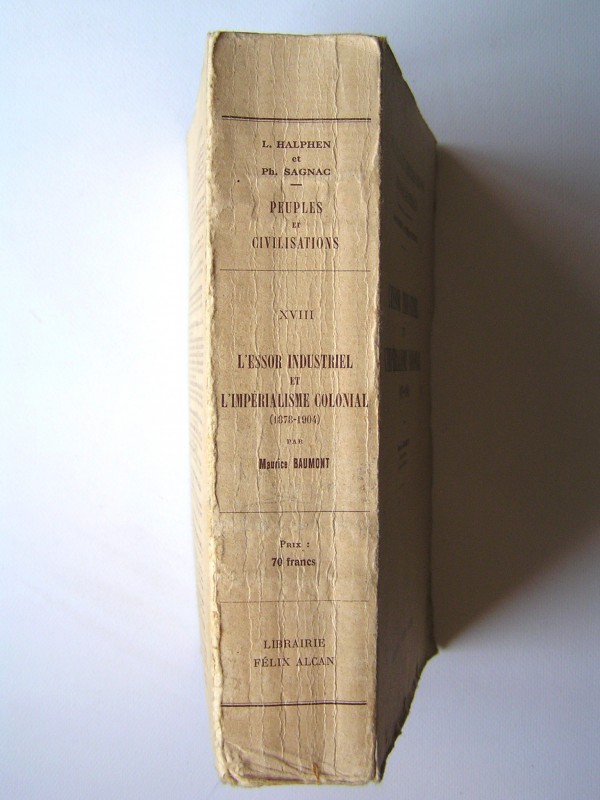 L. HALPHEN
et
Ph. SAGNAC
PEUPLES
ET
CIVILISATIONS
XVIII
L'ESSOR INDUSTRIEL
ET
L'IMPÉRIALISME COLONIAL
(1878-1904)
PAR
Maurice BAUMONT
PRIX :
70 francs
LIBRAIRIE
FÉLIX ALCAN